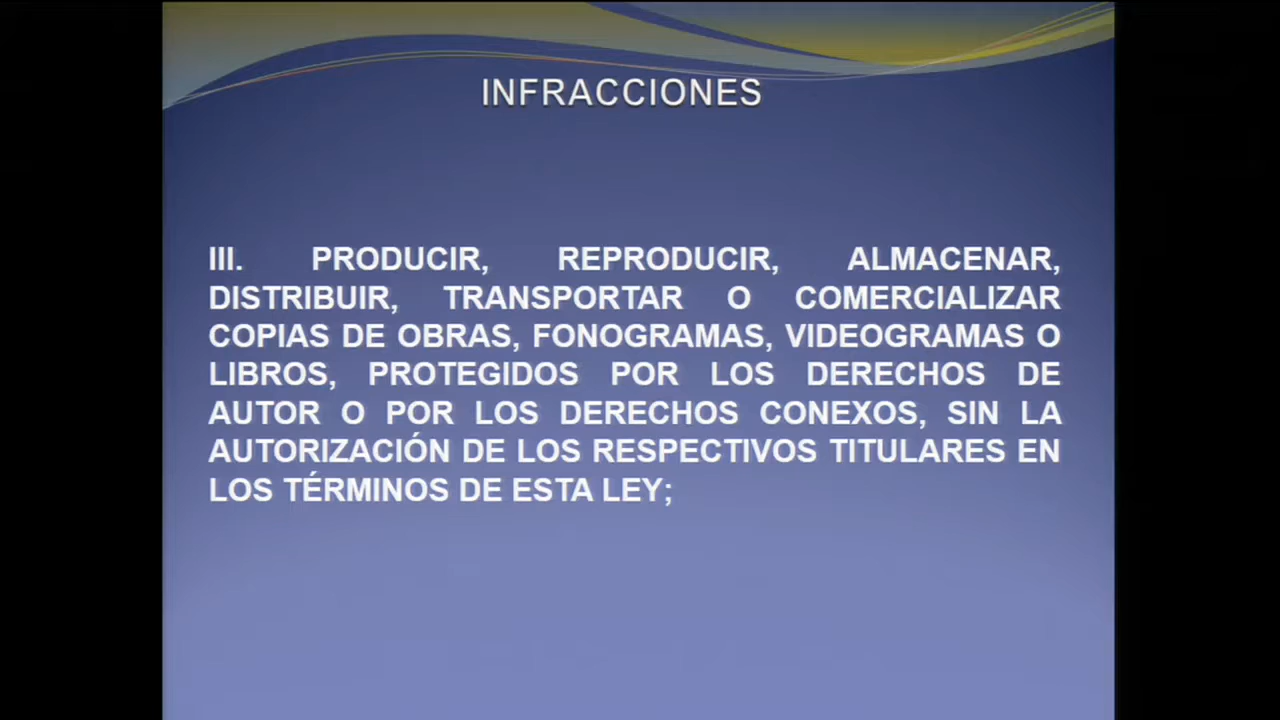 INFRACCIONES
III. PRODUCIR, REPRODUCIR, ALMACENAR,
DISTRIBUIR, TRANSPORTAR O COMERCIALIZAR
COPIAS DE OBRAS, FONOGRAMAS, VIDEOGRAMAS O
LIBROS, PROTEGIDOS POR LOS DERECHOS DE
AUTOR O POR LOS DERECHOS CONEXOS, SIN LA
AUTORIZACIÓN DE LOS RESPECTIVOS TITULARES EN
LOS TÉRMINOS DE ESTA LEY;